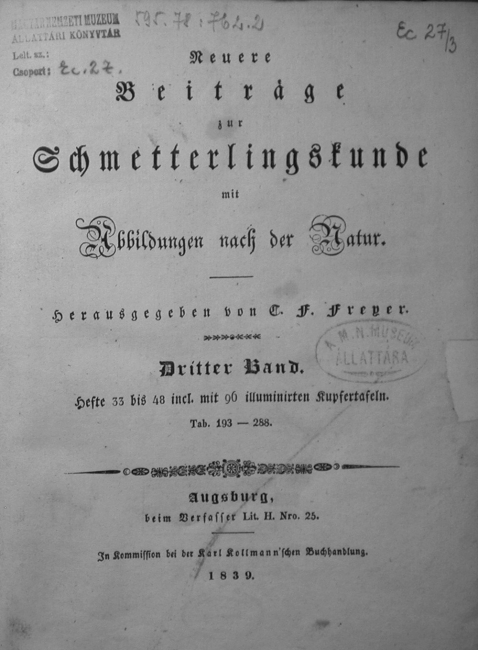 MAGYAR NEMZETI MUZEUM
ÁLLATTÁRI KÖNYVTÁR
Lelt. sz.:
Csoport: Ec. 27.
595.78:762.2
Ec 27/3
Neuere
Beiträge
zur
Schmetterlingskunde
mit
Abbildungen nach der Natur.
Herausgegeben von C. F. Freyer.
A. M. N. MUSEUM
ÁLLATTÁRA
Dritter Band.
Hefte 33 bis 48 incl. mit 96 illuminirten Kupfertafeln.
Tab. 193 — 288.
Augsburg,
beim Verfasser Lit. H. Nro. 25.
In Kommission bei der Karl Kollmann'schen Buchhandlung.
1839.